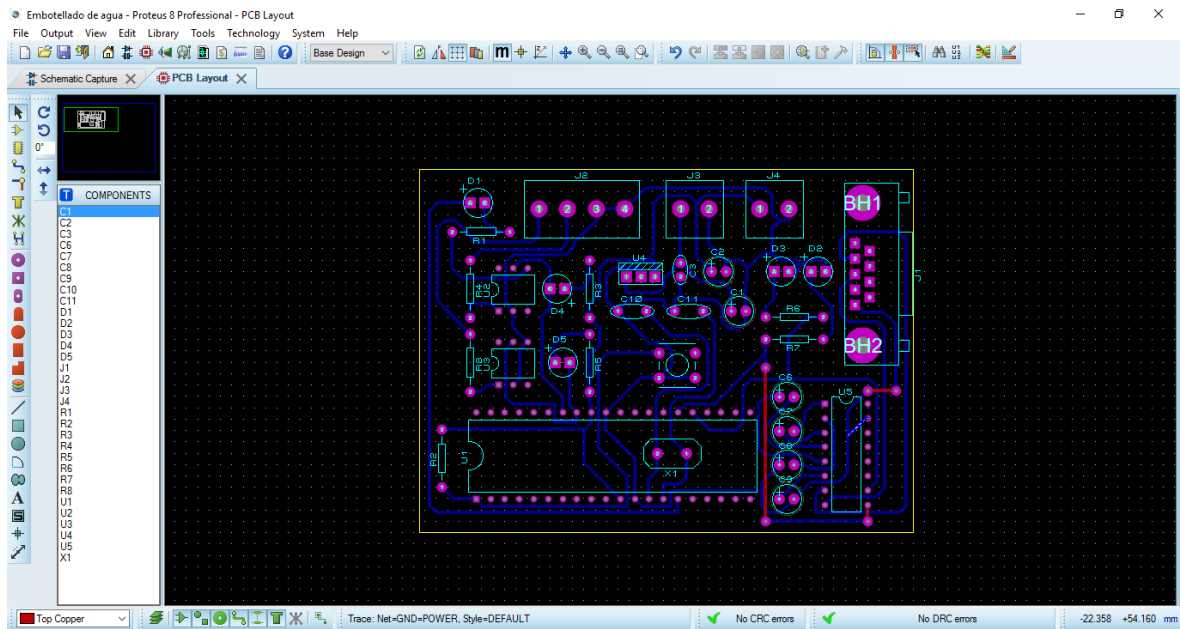 Embotellado de agua - Proteus 8 Professional - PCB Layout
File Output View Edit Library Tools Technology System Help
Base Design
Schematic Capture PCB Layout
0°
T COMPONENTS
C1
C2
C3
C6
C7
C8
C9
C10
C11
D1
D2
D3
D4
D5
J1
J2
J3
J4
R1
R2
R3
R4
R5
R6
R7
R8
U1
U2
U3
U4
U5
X1
D1 J2 J3 J4
BH1
1 2 3 4 1 2 1 2
R1
U4 C2 D3 D2
C3
J1
R4 U2 R3
C10 C11 C1
D4
R6
D5
R7
BH2
R8 U3 R5
C6
U5
R2 U1
X1
Top Copper
Trace: Net=GND=POWER, Style=DEFAULT
No CRC errors
No DRC errors
-22.358 +54.160 mm